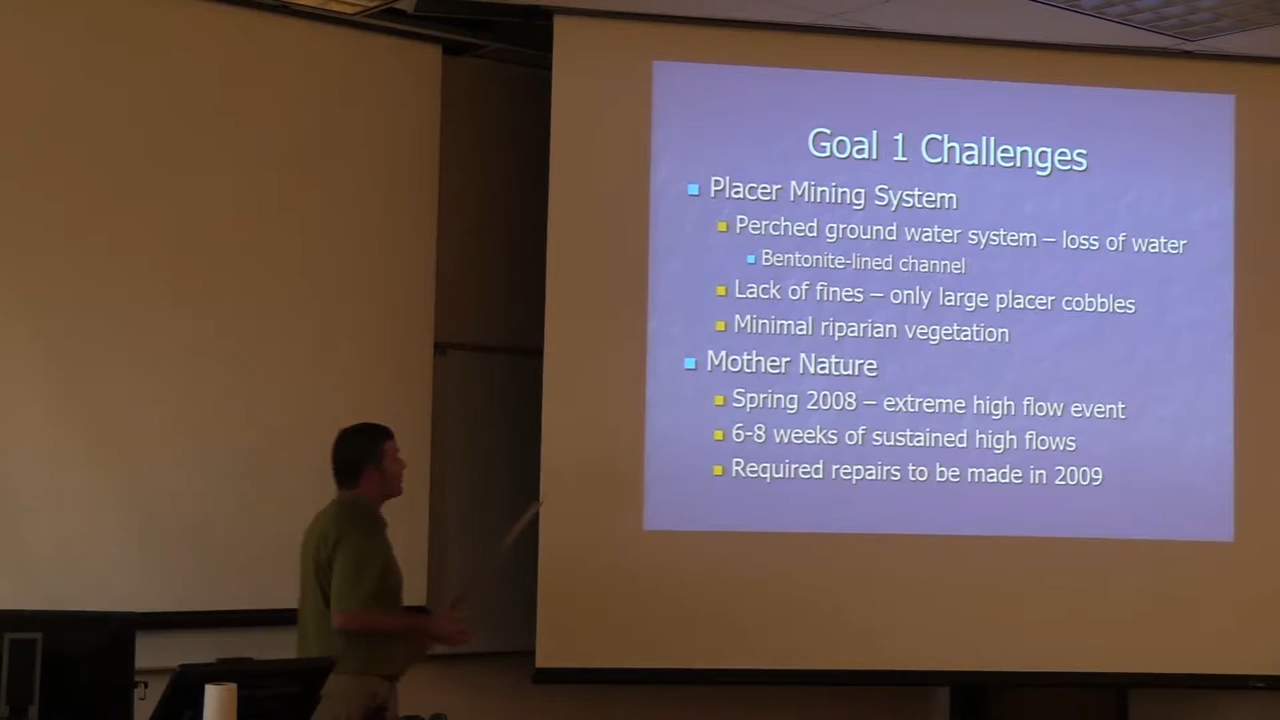 Goal 1 Challenges
Placer Mining System
Perched ground water system – loss of water
Bentonite-lined channel
Lack of fines – only large placer cobbles
Minimal riparian vegetation
Mother Nature
Spring 2008 – extreme high flow event
6-8 weeks of sustained high flows
Required repairs to be made in 2009